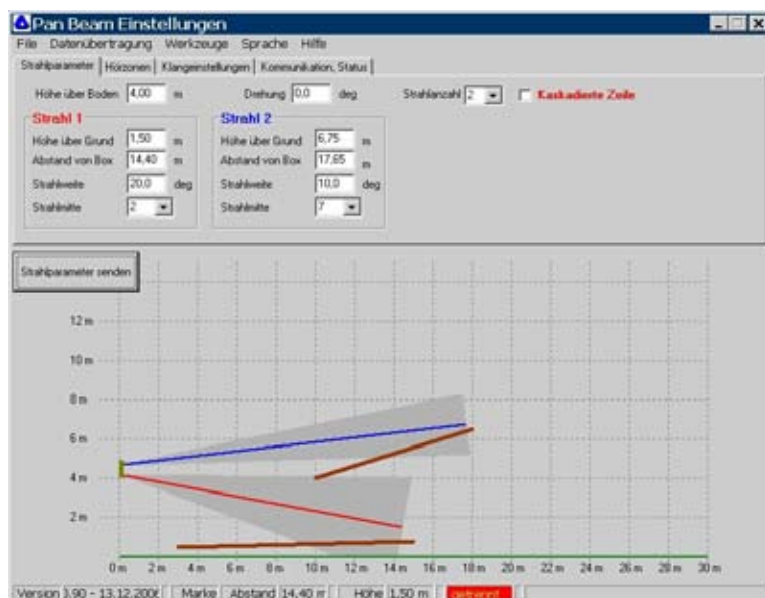 Pan Beam Einstellungen
File Datenübertragung Werkzeuge Sprache Hilfe
Strahlparameter Hörzonen Klangeinstellungen Kommunikation, Status
Höhe über Boden 4,00 m Drehung 0,0 deg Strahlanzahl 2 Kaskadierte Zeile
Strahl 1 Strahl 2
Höhe über Grund 1,50 m Höhe über Grund 6,75 m
Abstand von Box 14,40 m Abstand von Box 17,65 m
Strahlweite 20,0 deg Strahlweite 10,0 deg
Strahlmitte 2 Strahlmitte 7
Strahlparameter senden
12 m
10 m
8 m
6 m
4 m
2 m
0 m 2 m 4 m 6 m 8 m 10 m 12 m 14 m 16 m 18 m 20 m 22 m 24 m 26 m 28 m 30 m
Version 3.90 - 13.12.200 Marke Abstand 14,40 m Höhe 1,50 m getrennt